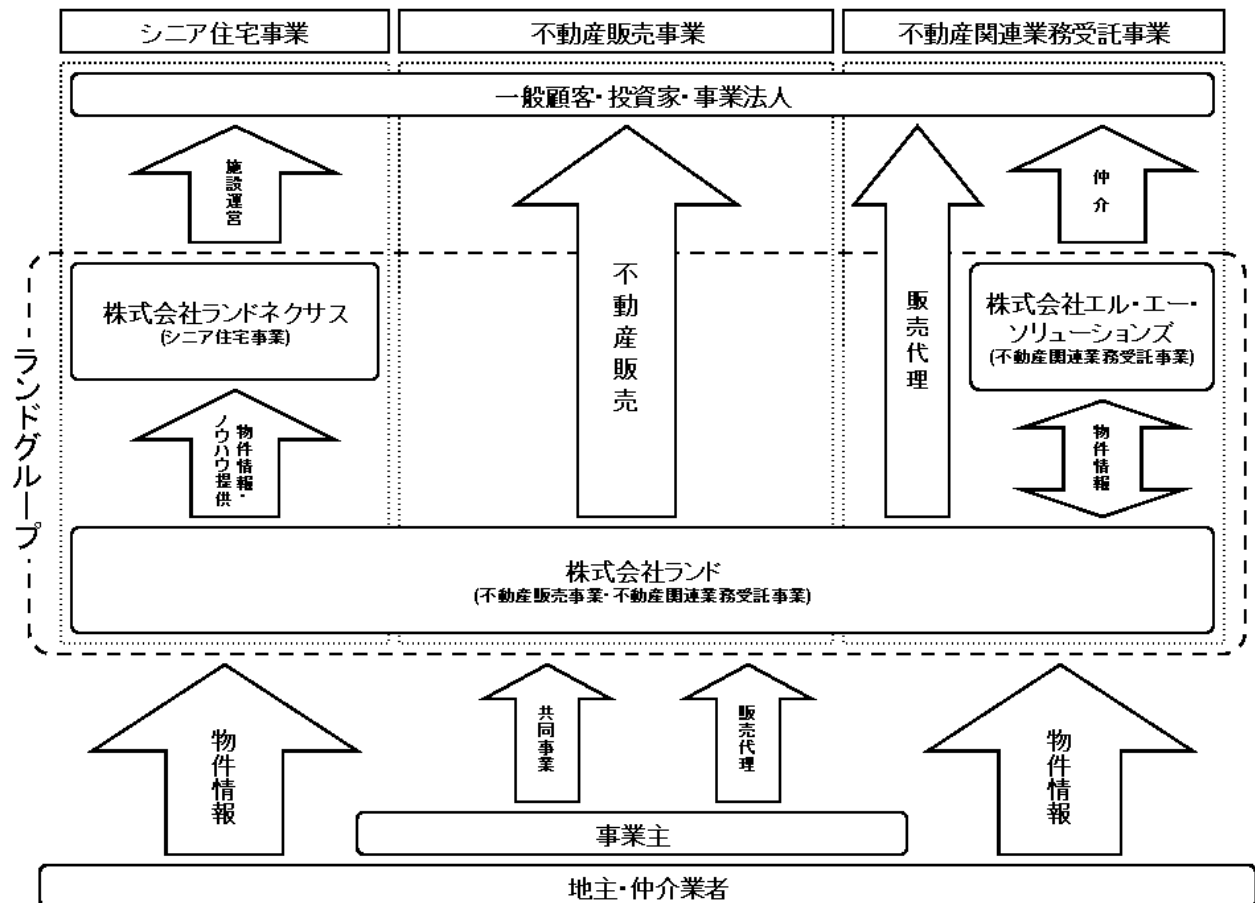 シニア住宅事業
不動産販売事業
不動産関連業務受託事業
一般顧客・投資家・事業法人
施設運営
不動産販売
販売代理
仲介
株式会社ランドネクサス
(シニア住宅事業)
株式会社エル・エー・
ソリューションズ
(不動産関連業務受託事業)
ランドグループ
物件情報・
ノウハウ提供
物件情報
株式会社ランド
(不動産販売事業・不動産関連業務受託事業)
物件情報
共同事業
販売代理
物件情報
事業主
地主・仲介業者